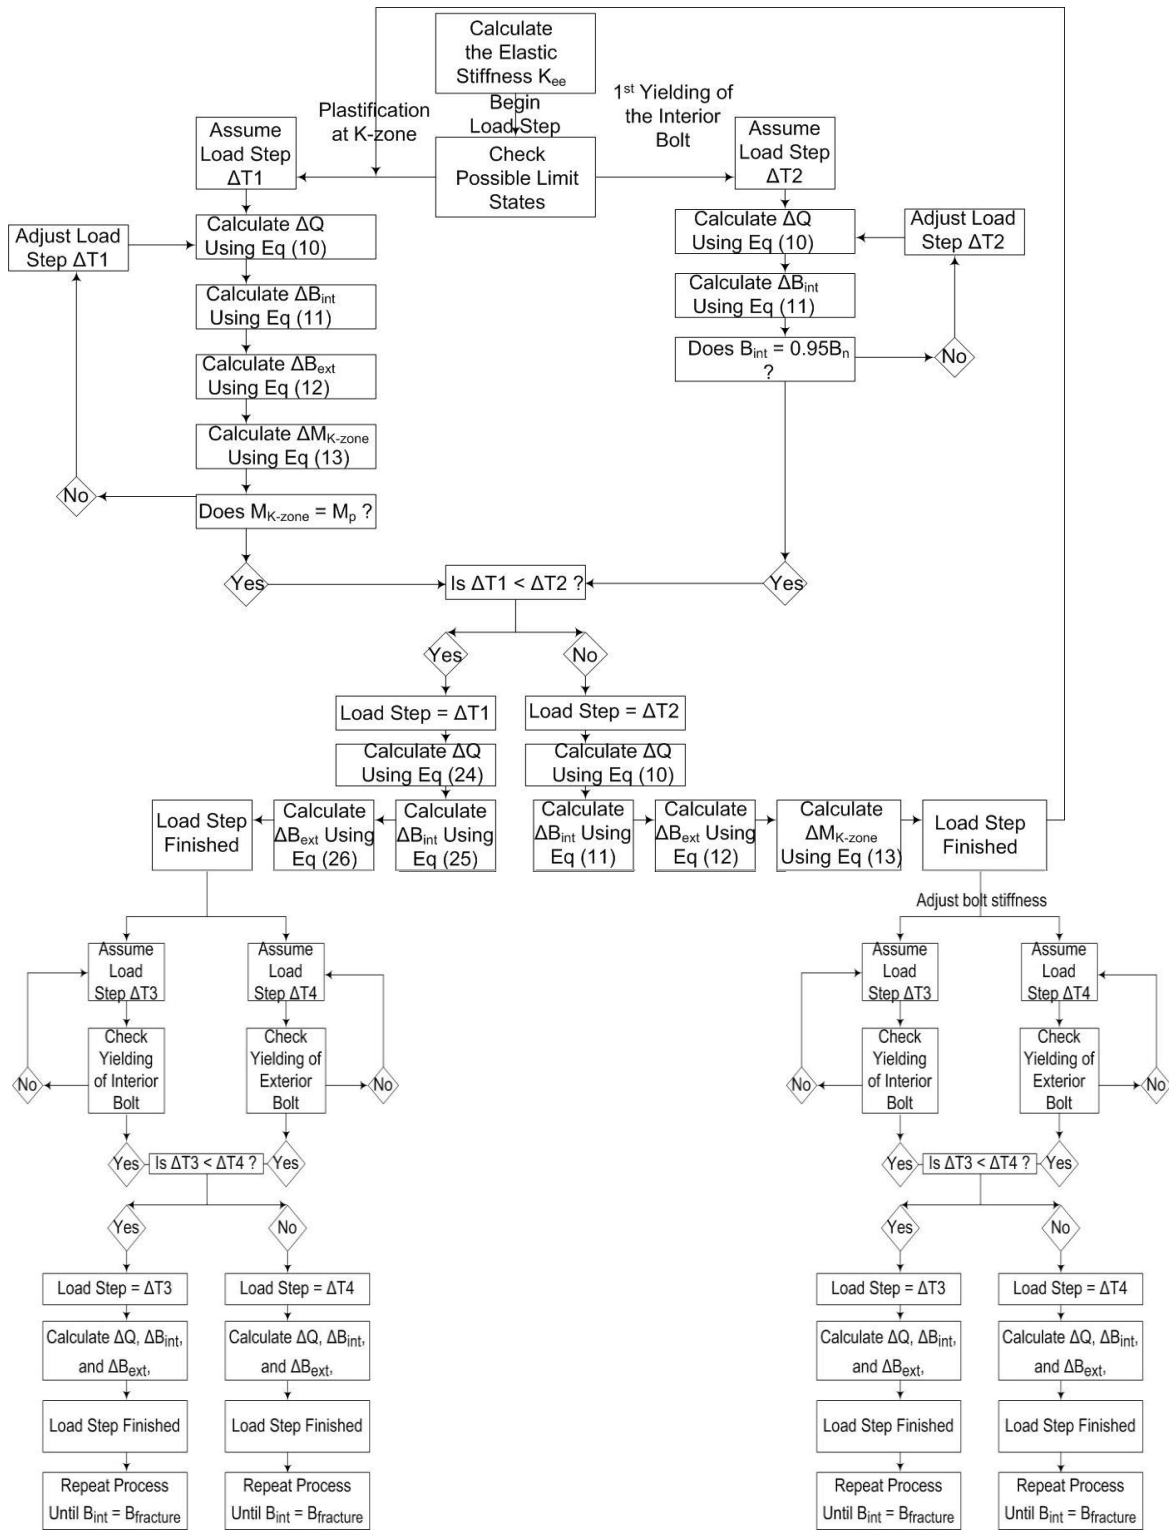 Calculate
the Elastic
Stiffness Kee
Begin
Load Step
Plastification
at K-zone
1st Yielding of
the Interior
Bolt
Assume
Load Step
ΔT1
Check
Possible Limit
States
Assume
Load Step
ΔT2
Adjust Load
Step ΔT1
Calculate ΔQ
Using Eq (10)
Calculate ΔQ
Using Eq (10)
Adjust Load
Step ΔT2
Calculate ΔBint
Using Eq (11)
Calculate ΔBint
Using Eq (11)
Calculate ΔBext
Using Eq (12)
Does Bint = 0.95Bn
?
No
Calculate ΔMK-zone
Using Eq (13)
No
Does MK-zone = Mp ?
Yes
Is ΔT1 < ΔT2 ?
Yes
Yes
No
Load Step = ΔT1
Load Step = ΔT2
Calculate ΔQ
Using Eq (24)
Calculate ΔQ
Using Eq (10)
Load Step
Finished
Calculate
ΔBext Using
Eq (26)
Calculate
ΔBint Using
Eq (25)
Calculate
ΔBint Using
Eq (11)
Calculate
ΔBext Using
Eq (12)
Calculate
ΔMK-zone
Using Eq (13)
Load Step
Finished
Adjust bolt stiffness
Assume
Load
Step ΔT3
Assume
Load
Step ΔT4
Assume
Load
Step ΔT3
Assume
Load
Step ΔT4
No
Check
Yielding
of Interior
Bolt
Check
Yielding of
Exterior
Bolt
No
No
Check
Yielding
of Interior
Bolt
Check
Yielding of
Exterior
Bolt
No
Yes
Is ΔT3 < ΔT4 ?
Yes
Yes
Is ΔT3 < ΔT4 ?
Yes
Yes
No
Yes
No
Load Step = ΔT3
Load Step = ΔT4
Load Step = ΔT3
Load Step = ΔT4
Calculate ΔQ, ΔBint,
and ΔBext,
Calculate ΔQ, ΔBint,
and ΔBext,
Calculate ΔQ, ΔBint,
and ΔBext,
Calculate ΔQ, ΔBint,
and ΔBext,
Load Step Finished
Load Step Finished
Load Step Finished
Load Step Finished
Repeat Process
Until Bint = Bfracture
Repeat Process
Until Bint = Bfracture
Repeat Process
Until Bint = Bfracture
Repeat Process
Until Bint = Bfracture